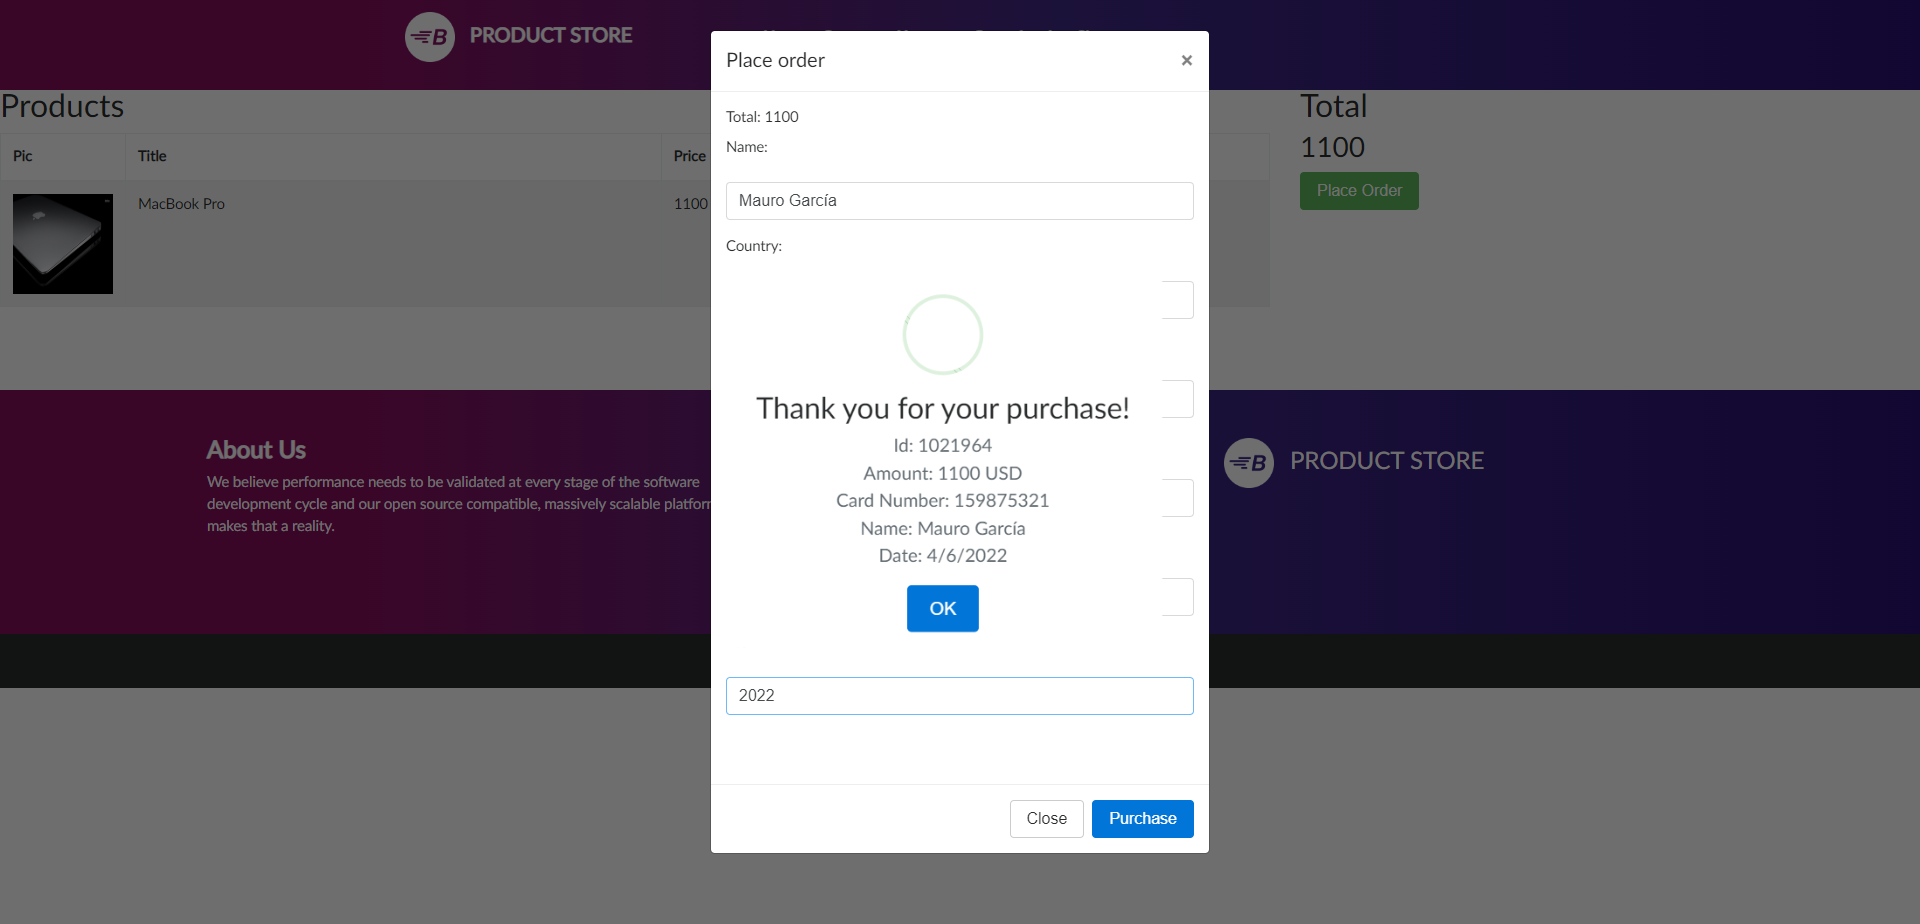 B PRODUCT STORE
Place order ×
Total: 1100
Name:
Mauro García
Country:
Thank you for your purchase!
Id: 1021964
Amount: 1100 USD
Card Number: 159875321
Name: Mauro García
Date: 4/6/2022
OK
2022
Close Purchase
Products
Pic Title Price
MacBook Pro 1100
Total
1100
Place Order
About Us
We believe performance needs to be validated at every stage of the software
development cycle and our open source compatible, massively scalable
makes that a reality.
B PRODUCT STORE